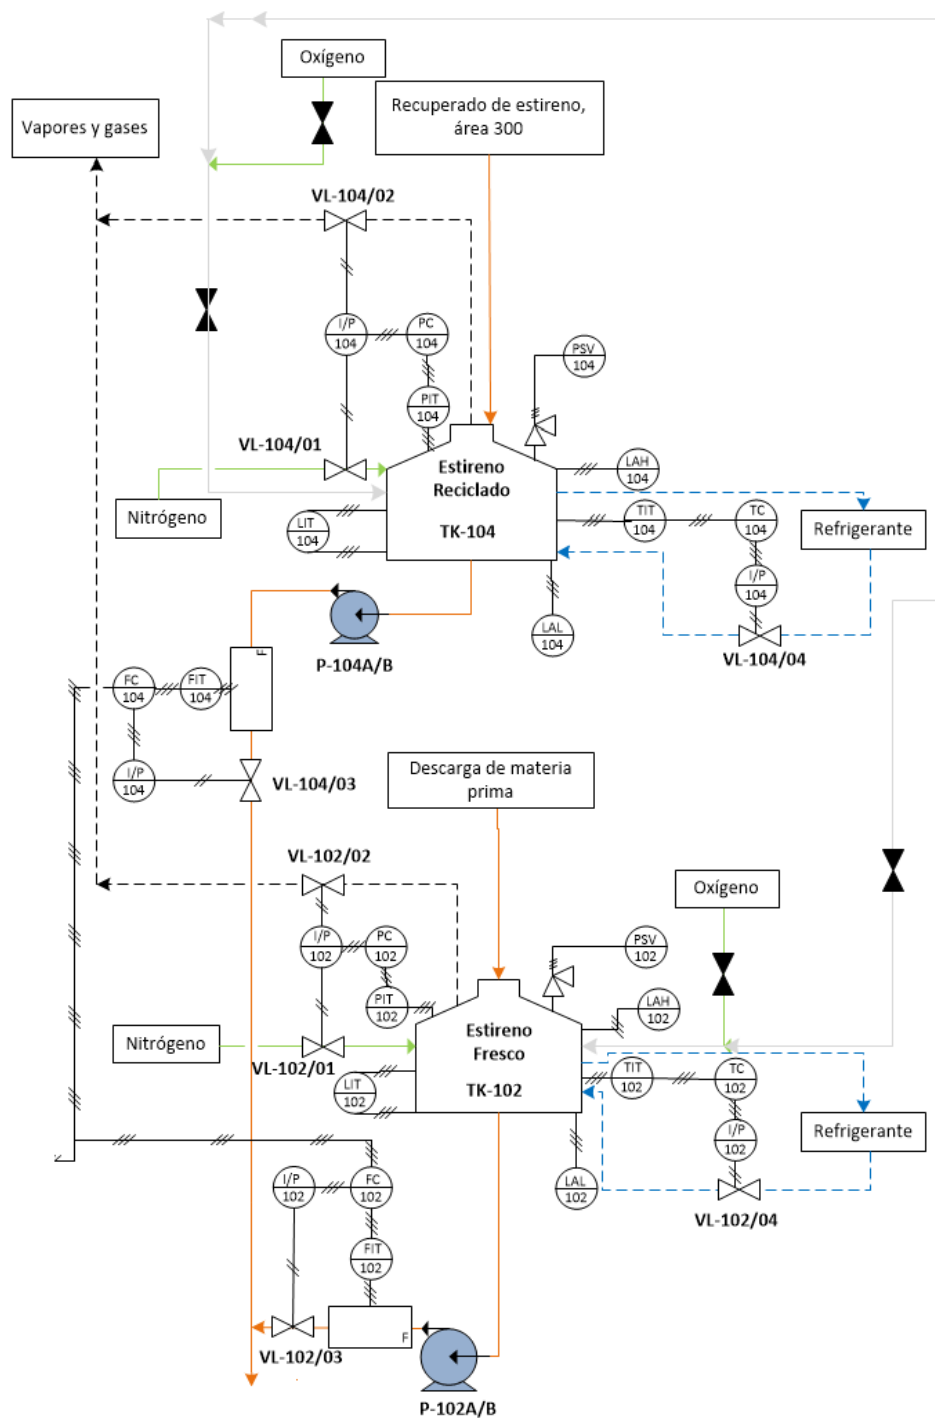 Oxígeno
Recuperado de estireno,
área 300
Vapores y gases
VL-104/02
I/P
104
PC
104
PSV
104
PIT
104
VL-104/01
Estireno
Reciclado
TK-104
LAH
104
Nitrógeno
LIT
104
TIT
104
TC
104
Refrigerante
I/P
104
LAL
104
VL-104/04
P-104A/B
F
FC
104
FIT
104
I/P
104
VL-104/03
Descarga de materia
prima
VL-102/02
Oxígeno
I/P
102
PC
102
PSV
102
PIT
102
LAH
102
Nitrógeno
VL-102/01
Estireno
Fresco
TK-102
LIT
102
TIT
102
TC
102
Refrigerante
I/P
102
LAL
102
VL-102/04
I/P
102
FC
102
FIT
102
F
VL-102/03
P-102A/B